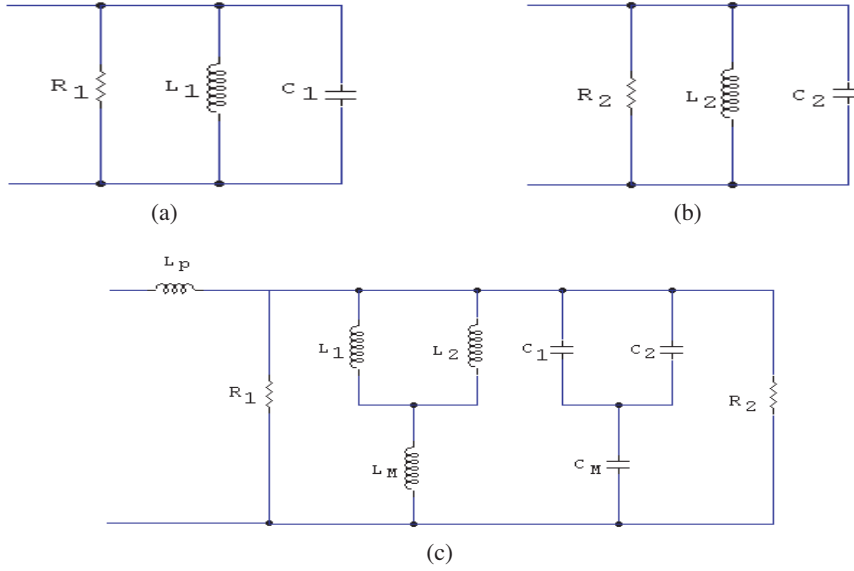 R1 L1 C1
R2 L2 C2
(a) (b)
Lp
L1 L2 C1 C2
R1 R2
LM CM
(c)